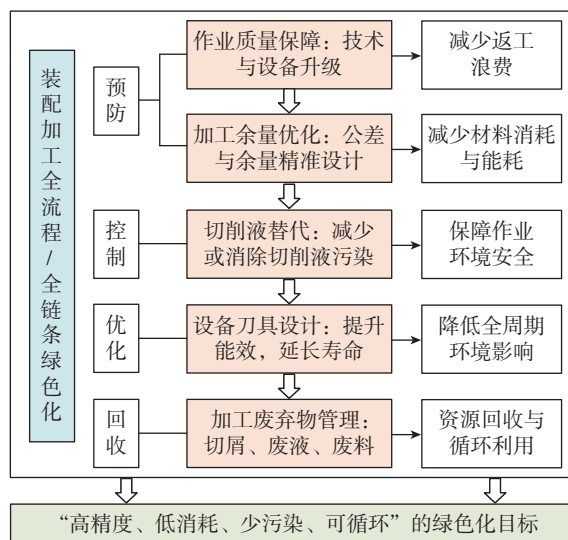 装配加工全流程/全链条绿色化
预防
作业质量保障：技术
与设备升级
减少返工
浪费
加工余量优化：公差
与余量精准设计
减少材料消耗
与能耗
控制
切削液替代：减少
或消除切削液污染
保障作业
环境安全
优化
设备刀具设计：提升
能效，延长寿命
降低全周期
环境影响
回收
加工废弃物管理：
切屑、废液、废料
资源回收与
循环利用
“高精度、低消耗、少污染、可循环”的绿色化目标